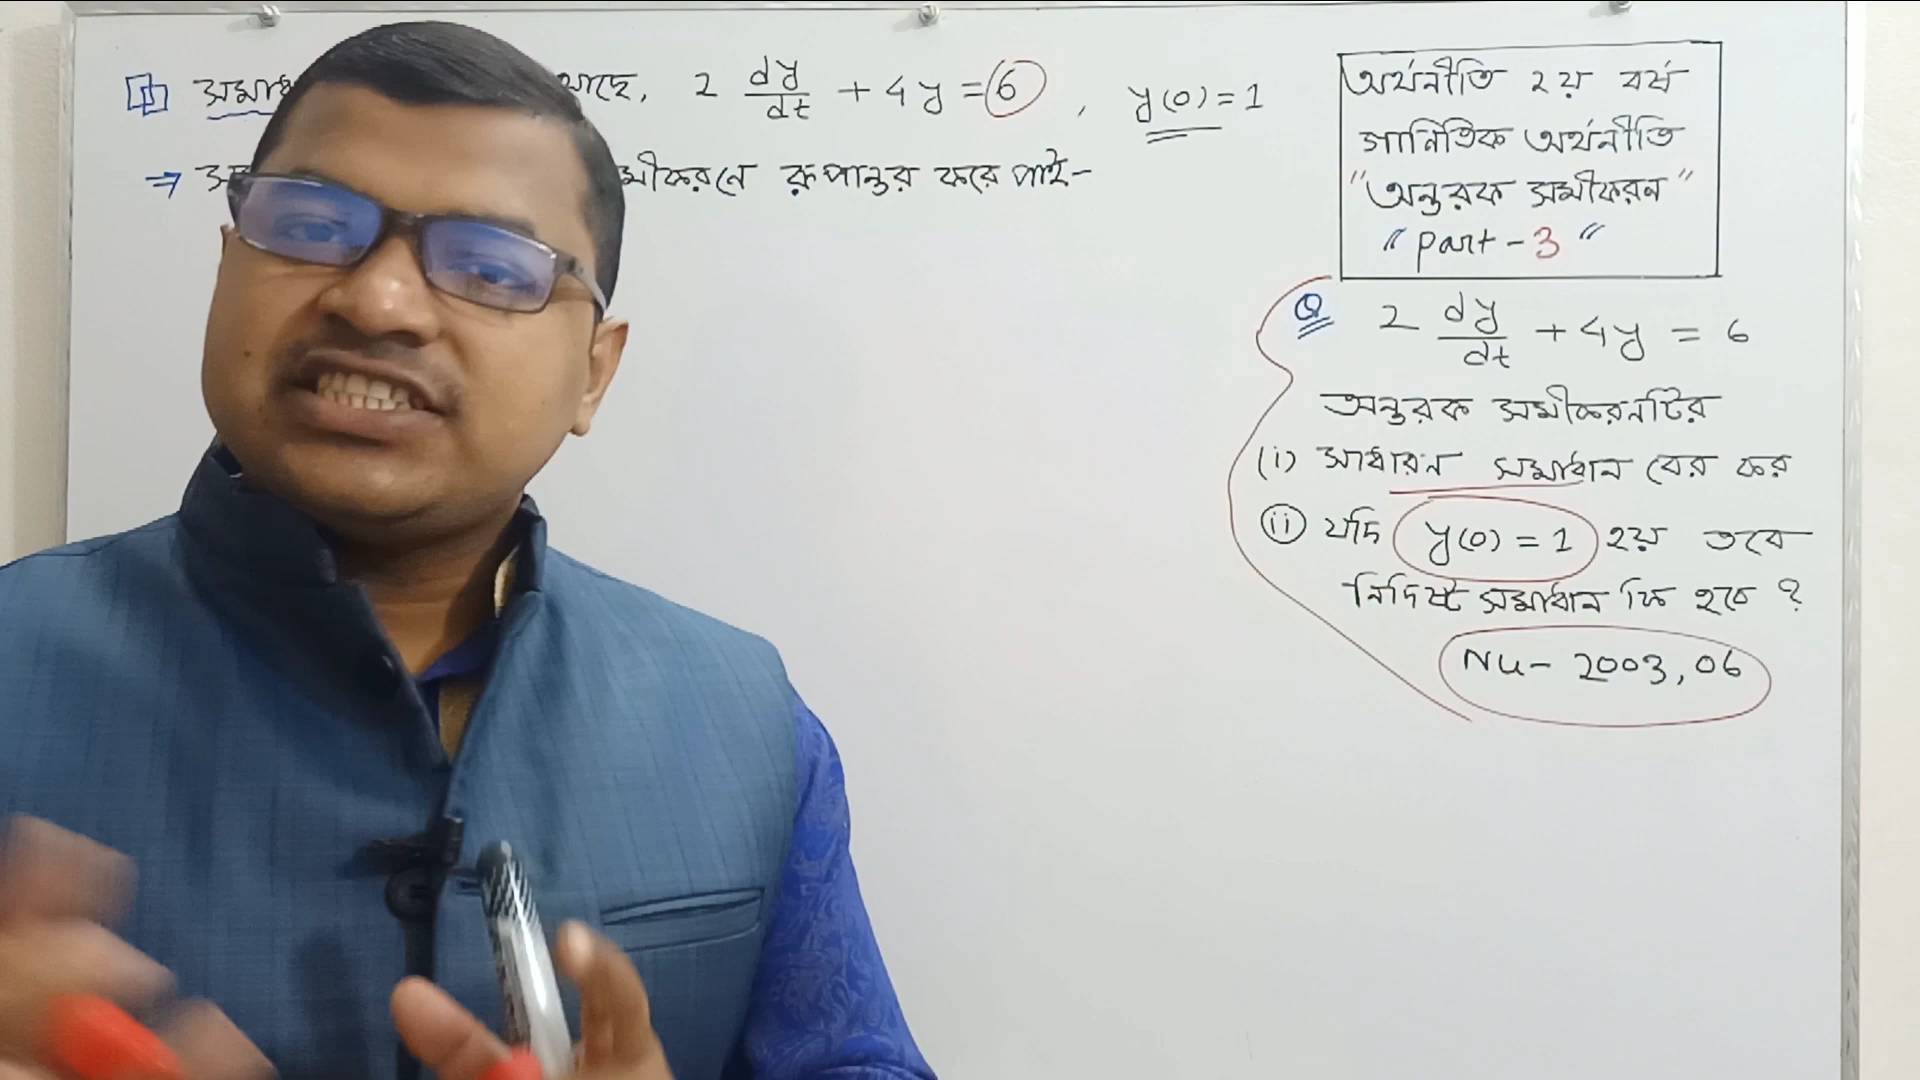 2 dy/dt + 4y = 6, y(0) = 1
রূপান্তর করে পাই-
অর্থনীতি ২য় বর্ষ
গানিতিক অর্থনীতি
"অন্তরক সমীকরন"
"Part - 3"
Q 2 dy/dt + 4y = 6
অন্তরক সমীকরনটির
(i) সাধারন সমাধান বের কর
(ii) যদি y(0) = 1 হয় তবে
নির্দিষ্ট সমাধান কি হবে ?
NU - 2003, 06